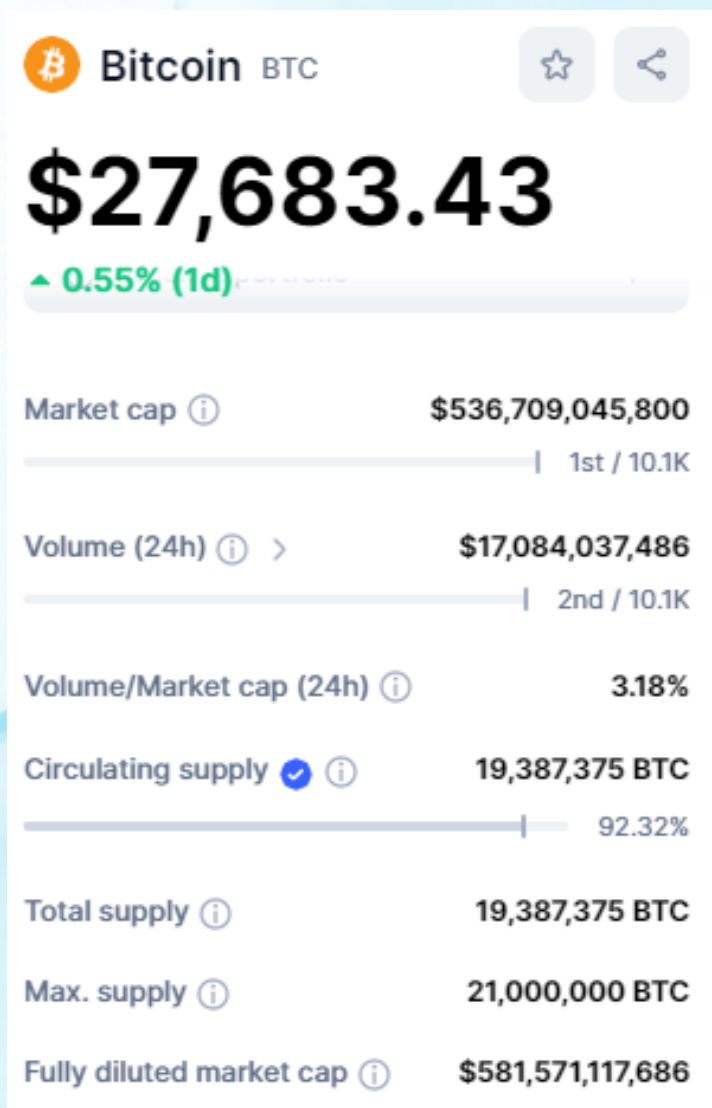 Bitcoin BTC
$27,683.43
0.55% (1d)
Market cap $536,709,045,800
1st / 10.1K
Volume (24h) $17,084,037,486
2nd / 10.1K
Volume/Market cap (24h) 3.18%
Circulating supply 19,387,375 BTC
92.32%
Total supply 19,387,375 BTC
Max. supply 21,000,000 BTC
Fully diluted market cap $581,571,117,686